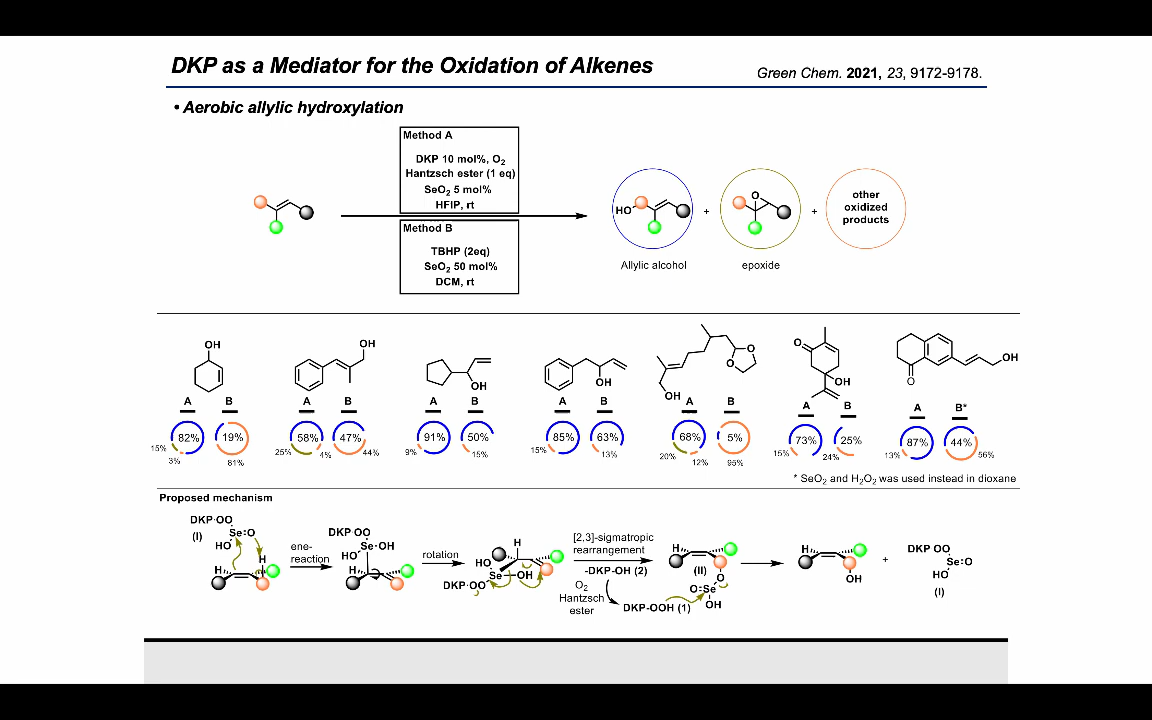 DKP as a Mediator for the Oxidation of Alkenes
Green Chem. 2021, 23, 9172-9178.
• Aerobic allylic hydroxylation
Method A
DKP 10 mol%, O2
Hantzsch ester (1 eq)
SeO2 5 mol%
HFIP, rt
Method B
TBHP (2eq)
SeO2 50 mol%
DCM, rt
HO
+
O
+
other
oxidized
products
Allylic alcohol
epoxide
OH
A B
82% 19%
15%
3%
81%
OH
A B
58% 47%
25%
4%
44%
OH
A B
91% 50%
9%
15%
OH
A B
85% 63%
15%
13%
O
O
OH
A B
68% 5%
20%
12%
95%
O
OH
A B
73% 25%
15%
24%
O
OH
A B*
87% 44%
13%
56%
* SeO2 and H2O2 was used instead in dioxane
Proposed mechanism
DKP·OO
Se=O
(I)
HO
H
H
ene-
reaction
DKP·OO
Se·OH
HO
H
rotation
H
HO
Se
OH
DKP·OO
[2,3]-sigmatropic
rearrangement
-DKP-OH (2)
O2
Hantzsch
ester
DKP-OOH (1)
H
(II)
O
O=Se
OH
H
OH
+
DKP OO
Se=O
HO
(I)